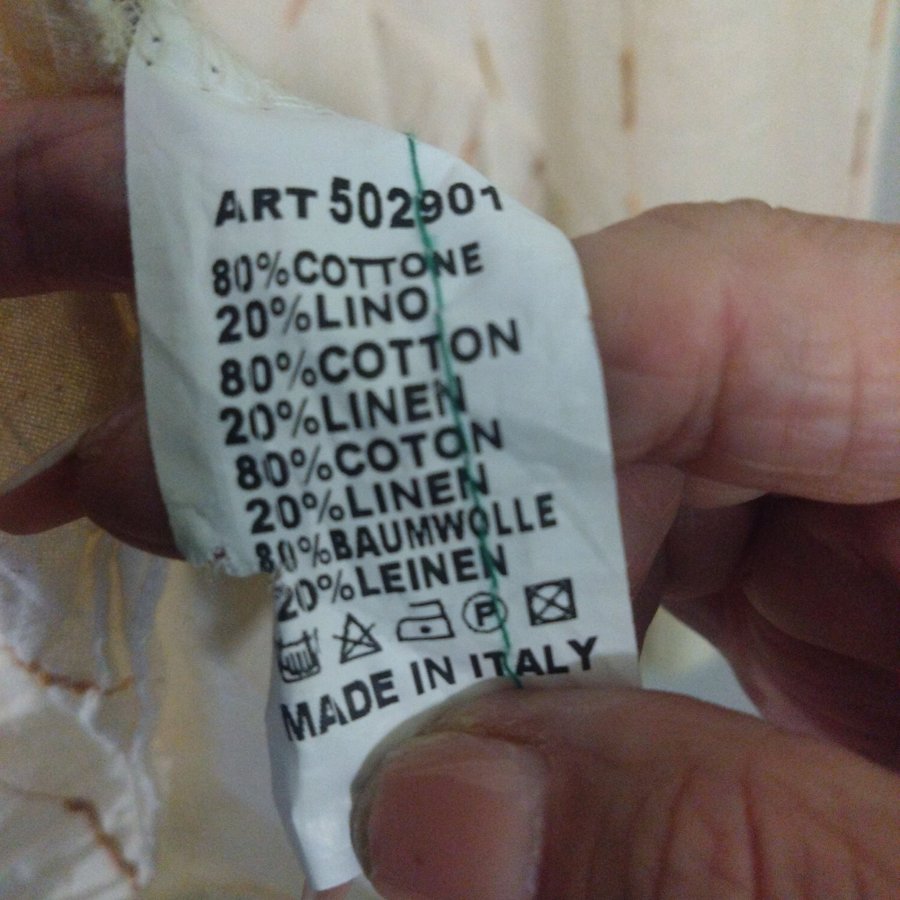 ART 502901
80%COTTONE
20%LINO
80%COTTON
20%LINEN
80%COTON
20%LINEN
80%BAUMWOLLE
20%LEINEN
P
MADE IN ITALY